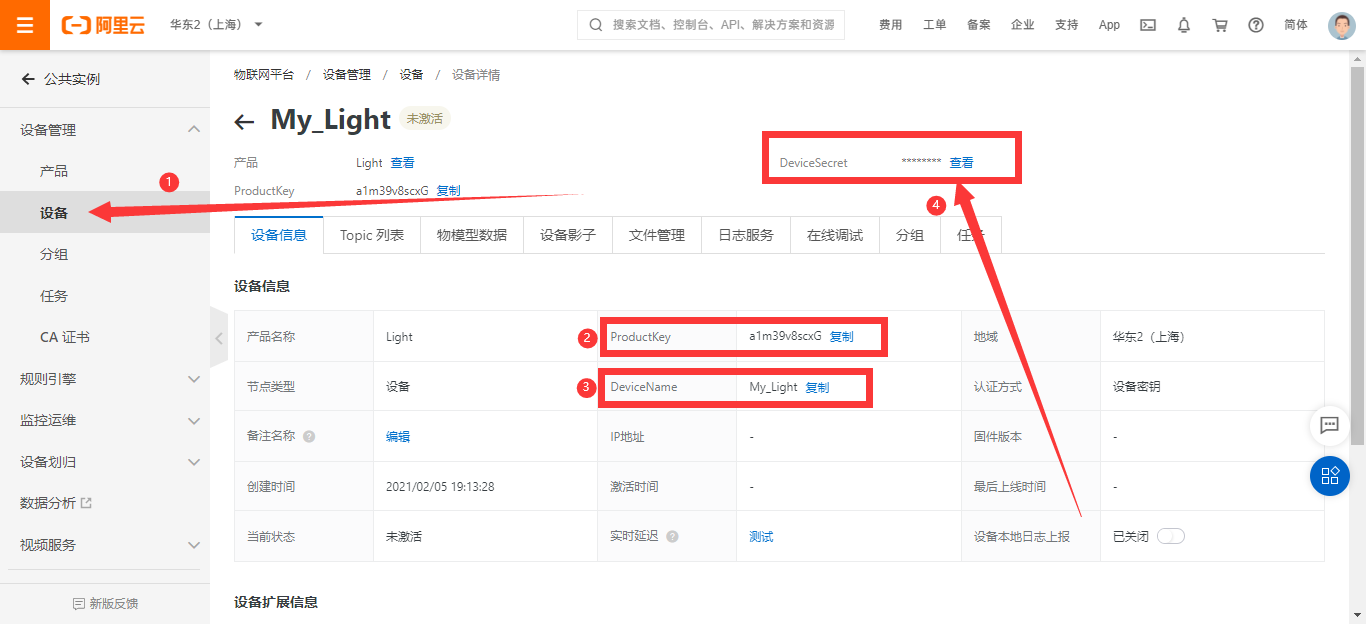 阿里云 华东2（上海） 搜索文档、控制台、API、解决方案和资源 费用 工单 备案 企业 支持 App 简体
公共实例
设备管理
产品
1
设备
分组
任务
CA 证书
规则引擎
监控运维
设备划归
数据分析
视频服务
新版反馈
物联网平台 / 设备管理 / 设备 / 设备详情
My_Light 未激活
产品 Light 查看 DeviceSecret ******** 查看
ProductKey a1m39v8scxG 复制
4
设备信息 Topic 列表 物模型数据 设备影子 文件管理 日志服务 在线调试 分组 任务
设备信息
产品名称 Light 2 ProductKey a1m39v8scxG 复制 地域 华东2（上海）
节点类型 设备 3 DeviceName My_Light 复制 认证方式 设备密钥
备注名称 ? 编辑 IP地址 - 固件版本 -
创建时间 2021/02/05 19:13:28 激活时间 - 最后上线时间 -
当前状态 未激活 实时延迟 ? 测试 设备本地日志上报 已关闭
设备扩展信息